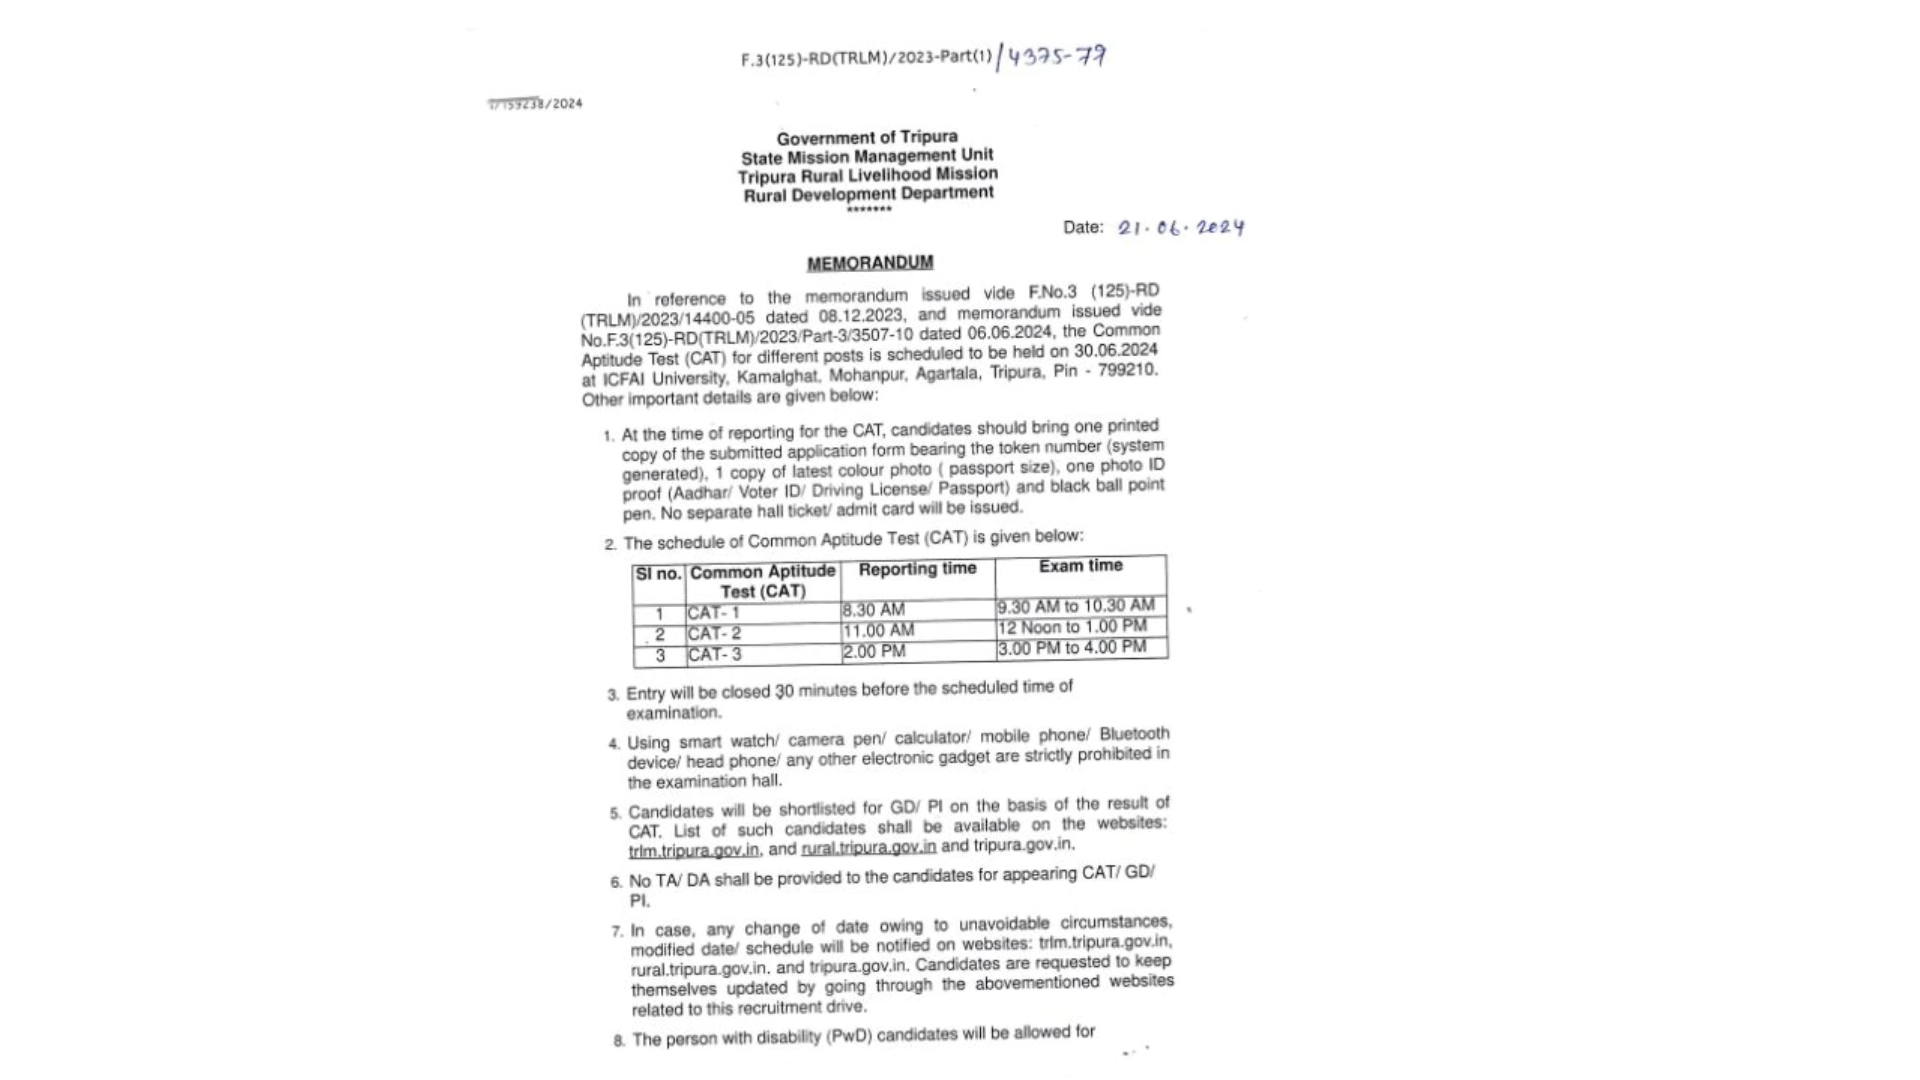 F.3(125)-RD(TRLM)/2023-Part(1)/4375-79
/2024
Government of Tripura
State Mission Management Unit
Tripura Rural Livelihood Mission
Rural Development Department
*******
Date: 21.06.2024
MEMORANDUM
In reference to the memorandum issued vide F.No.3 (125)-RD
(TRLM)/2023/14400-05 dated 08.12.2023, and memorandum issued vide
No.F.3(125)-RD(TRLM)/2023/Part-3/3507-10 dated 06.06.2024, the Common
Aptitude Test (CAT) for different posts is scheduled to be held on 30.06.2024
at ICFAI University, Kamalghat, Mohanpur, Agartala, Tripura, Pin - 799210.
Other important details are given below:
1. At the time of reporting for the CAT, candidates should bring one printed
copy of the submitted application form bearing the token number (system
generated), 1 copy of latest colour photo ( passport size), one photo ID
proof (Aadhar/ Voter ID/ Driving License/ Passport) and black ball point
pen. No separate hall ticket/ admit card will be issued.
2. The schedule of Common Aptitude Test (CAT) is given below:
Sl no. Common Aptitude Test (CAT) Reporting time Exam time
1 CAT- 1 8.30 AM 9.30 AM to 10.30 AM
2 CAT- 2 11.00 AM 12 Noon to 1.00 PM
3 CAT- 3 2.00 PM 3.00 PM to 4.00 PM
3. Entry will be closed 30 minutes before the scheduled time of
examination.
4. Using smart watch/ camera pen/ calculator/ mobile phone/ Bluetooth
device/ head phone/ any other electronic gadget are strictly prohibited in
the examination hall.
5. Candidates will be shortlisted for GD/ PI on the basis of the result of
CAT. List of such candidates shall be available on the websites:
trlm.tripura.gov.in, and rural.tripura.gov.in and tripura.gov.in.
6. No TA/ DA shall be provided to the candidates for appearing CAT/ GD/
PI.
7. In case, any change of date owing to unavoidable circumstances,
modified date/ schedule will be notified on websites: trlm.tripura.gov.in,
rural.tripura.gov.in. and tripura.gov.in. Candidates are requested to keep
themselves updated by going through the abovementioned websites
related to this recruitment drive.
8. The person with disability (PwD) candidates will be allowed for